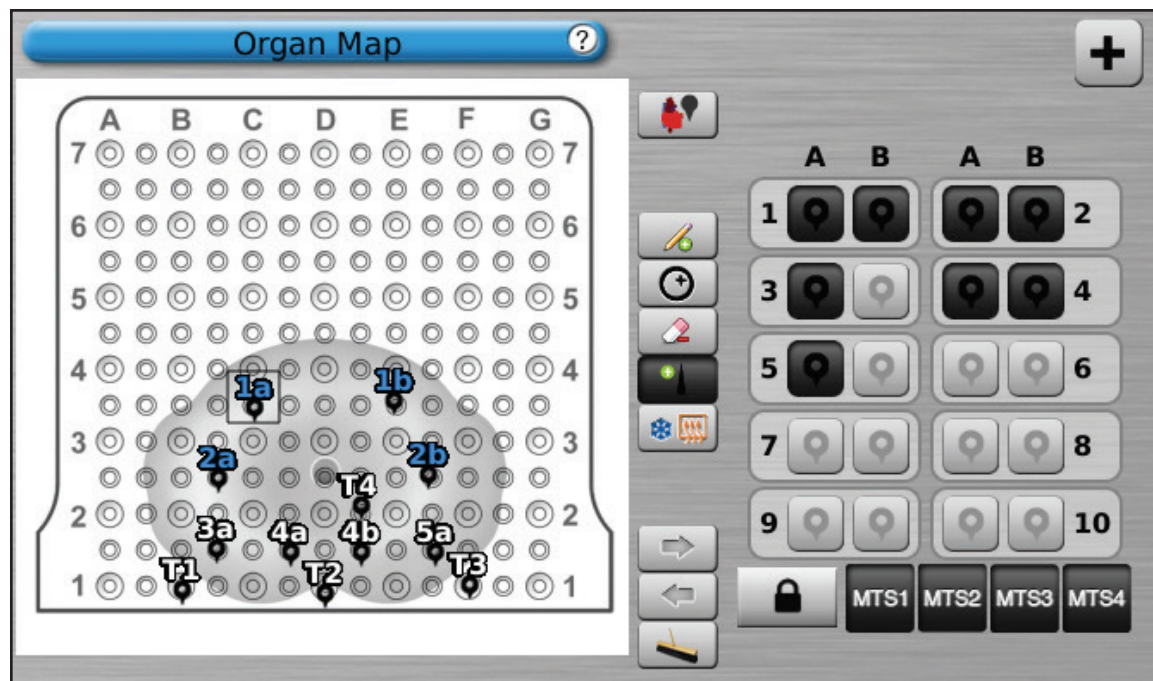 Organ Map ?
A B C D E F G
7 7
6 6
5 5
4 4
1a 1b
3 3
2a 2b
T4
2 2
3a 4a 4b 5a
T1 T2 T3
1 1
A B A B
1 2
3 4
5 6
7 8
9 10
MTS1 MTS2 MTS3 MTS4